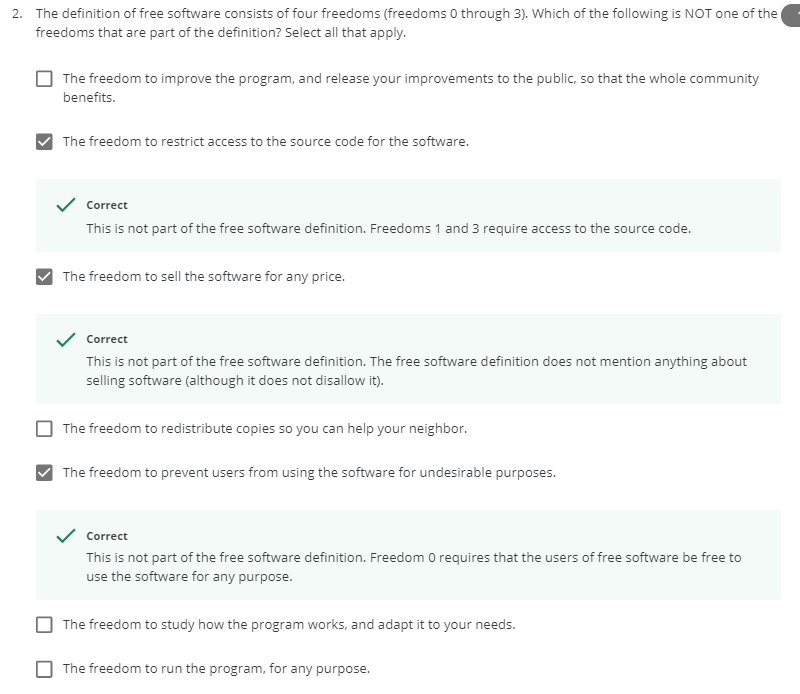 2. The definition of free software consists of four freedoms (freedoms 0 through 3). Which of the following is NOT one of the
freedoms that are part of the definition? Select all that apply.
The freedom to improve the program, and release your improvements to the public, so that the whole community
benefits.
The freedom to restrict access to the source code for the software.
Correct
This is not part of the free software definition. Freedoms 1 and 3 require access to the source code.
The freedom to sell the software for any price.
Correct
This is not part of the free software definition. The free software definition does not mention anything about
selling software (although it does not disallow it).
The freedom to redistribute copies so you can help your neighbor.
The freedom to prevent users from using the software for undesirable purposes.
Correct
This is not part of the free software definition. Freedom 0 requires that the users of free software be free to
use the software for any purpose.
The freedom to study how the program works, and adapt it to your needs.
The freedom to run the program, for any purpose.